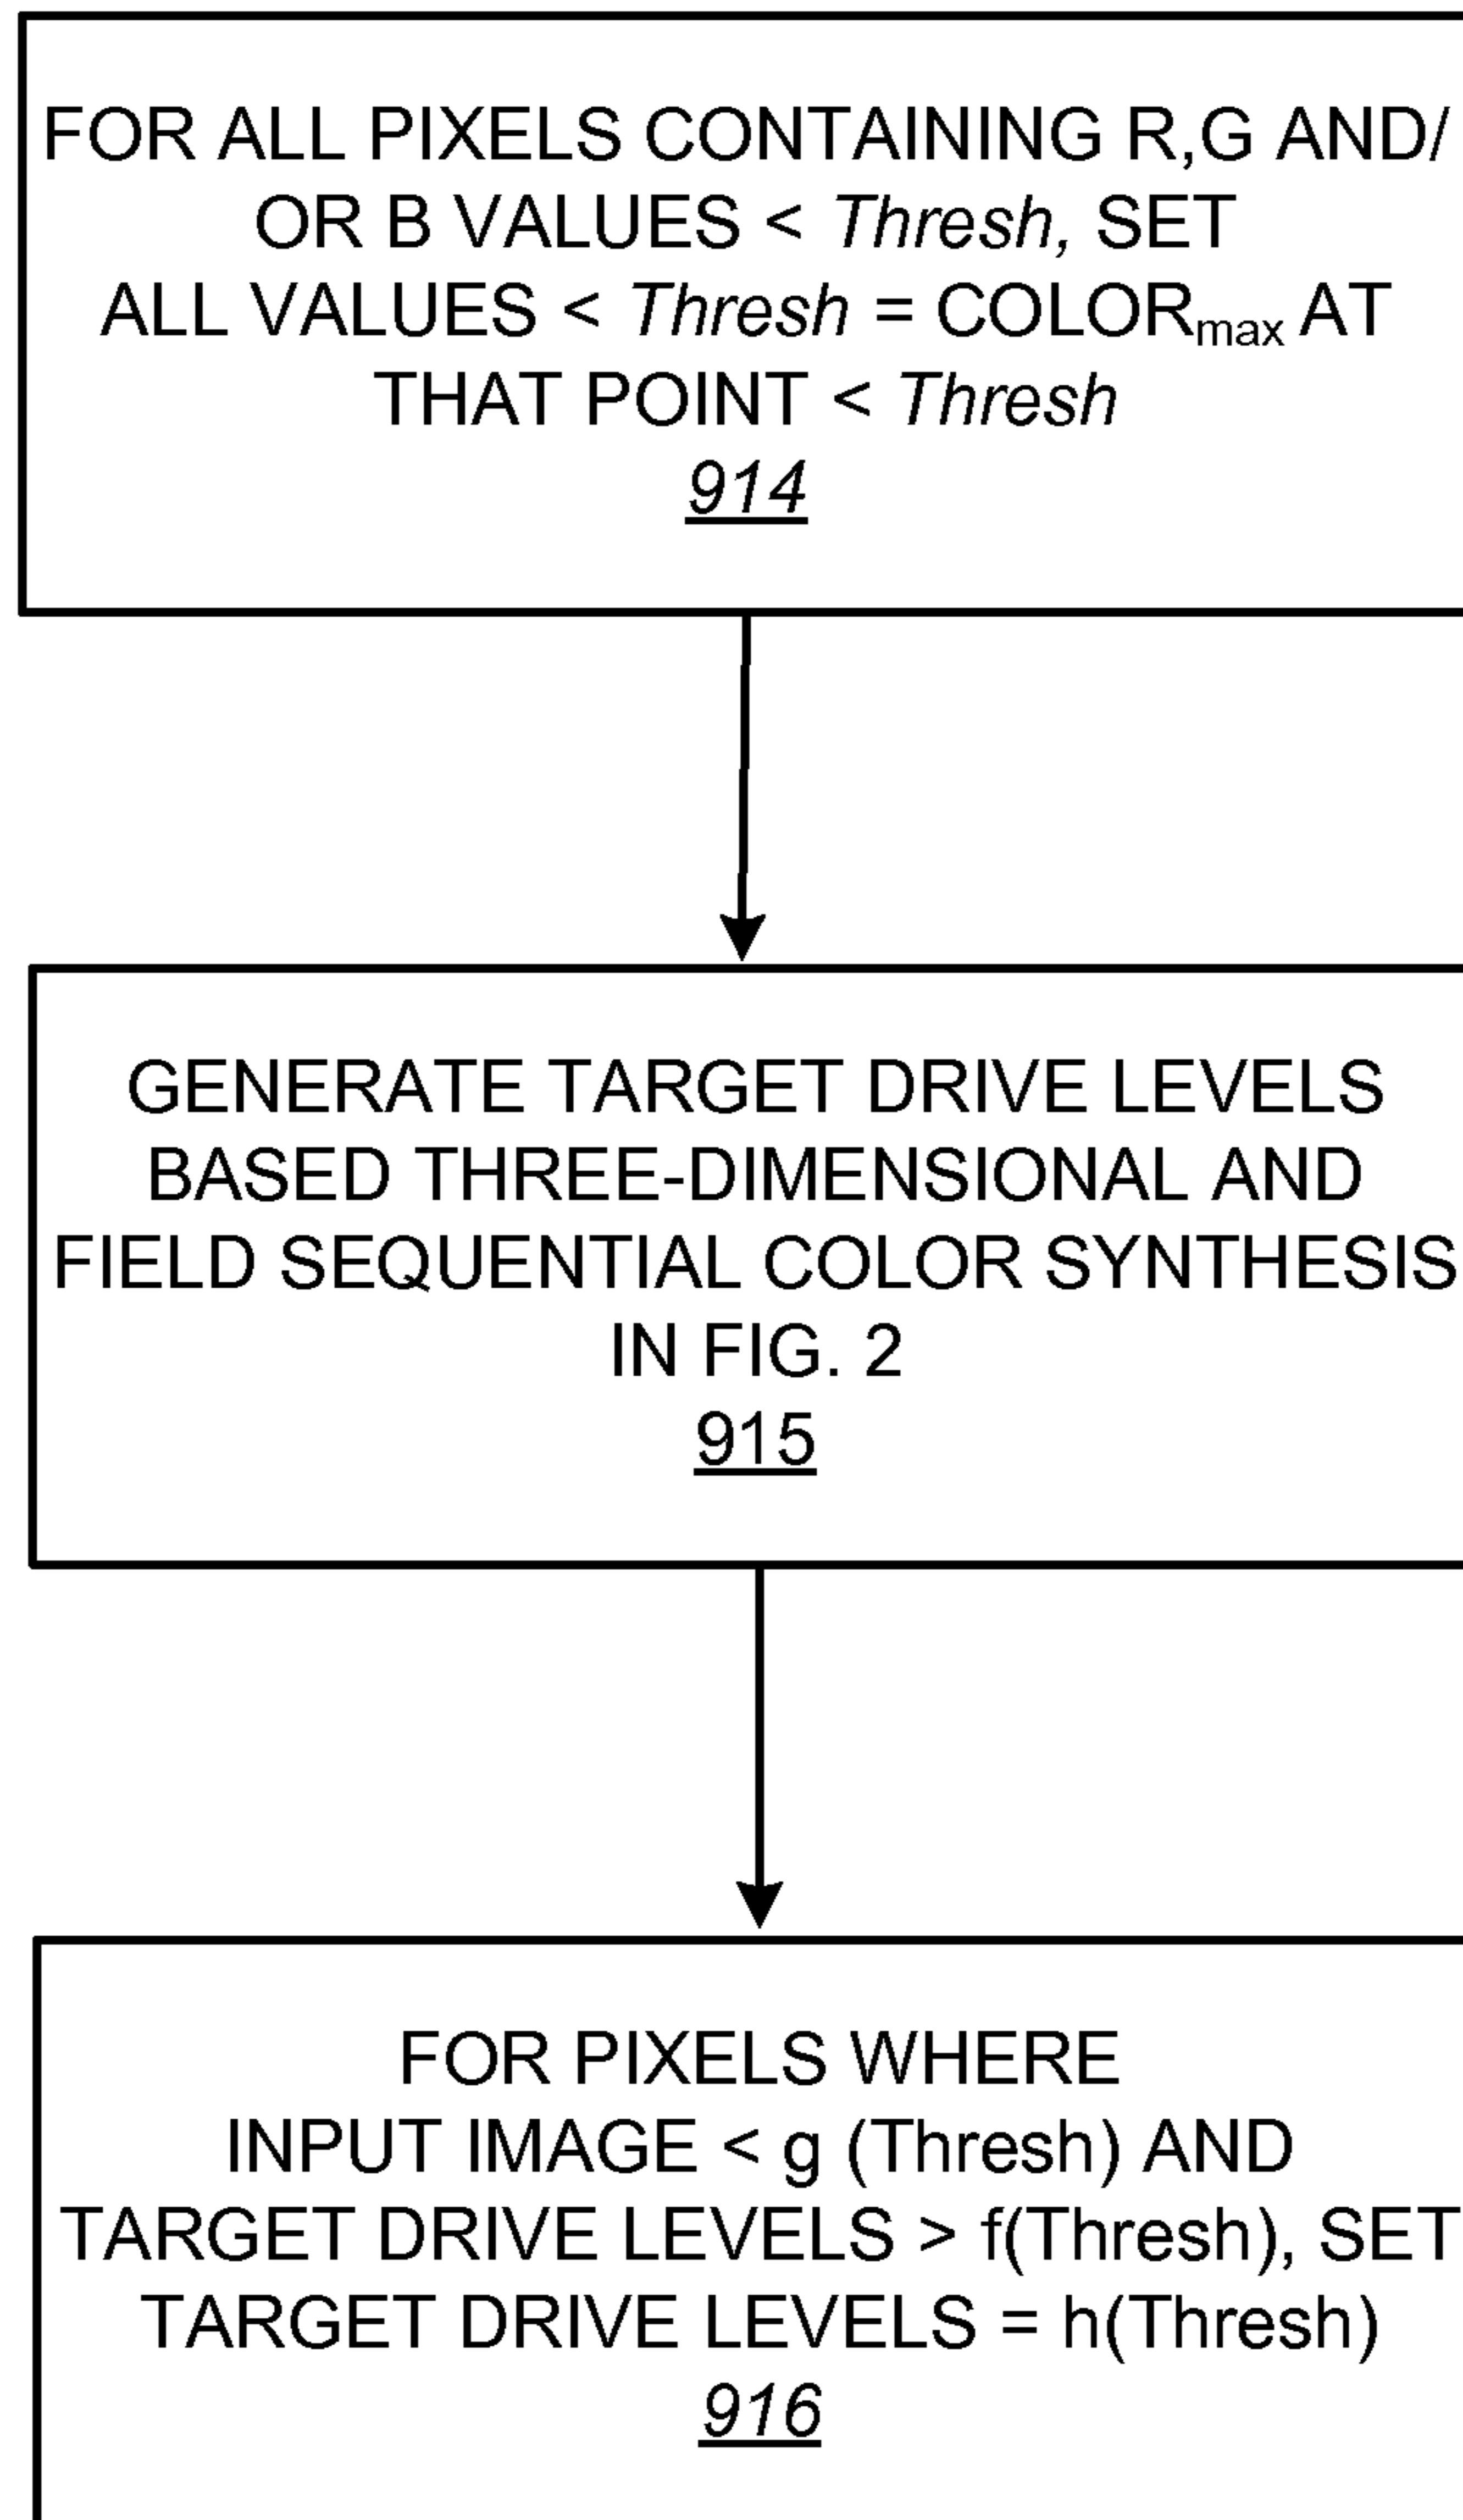 FOR ALL PIXELS CONTAINING R,G AND/
OR B VALUES < Thresh, SET
ALL VALUES < Thresh = COLORmax AT
THAT POINT < Thresh
914
GENERATE TARGET DRIVE LEVELS
BASED THREE-DIMENSIONAL AND
FIELD SEQUENTIAL COLOR SYNTHESIS
IN FIG. 2
915
FOR PIXELS WHERE
INPUT IMAGE < g (Thresh) AND
TARGET DRIVE LEVELS > f(Thresh), SET
TARGET DRIVE LEVELS = h(Thresh)
916